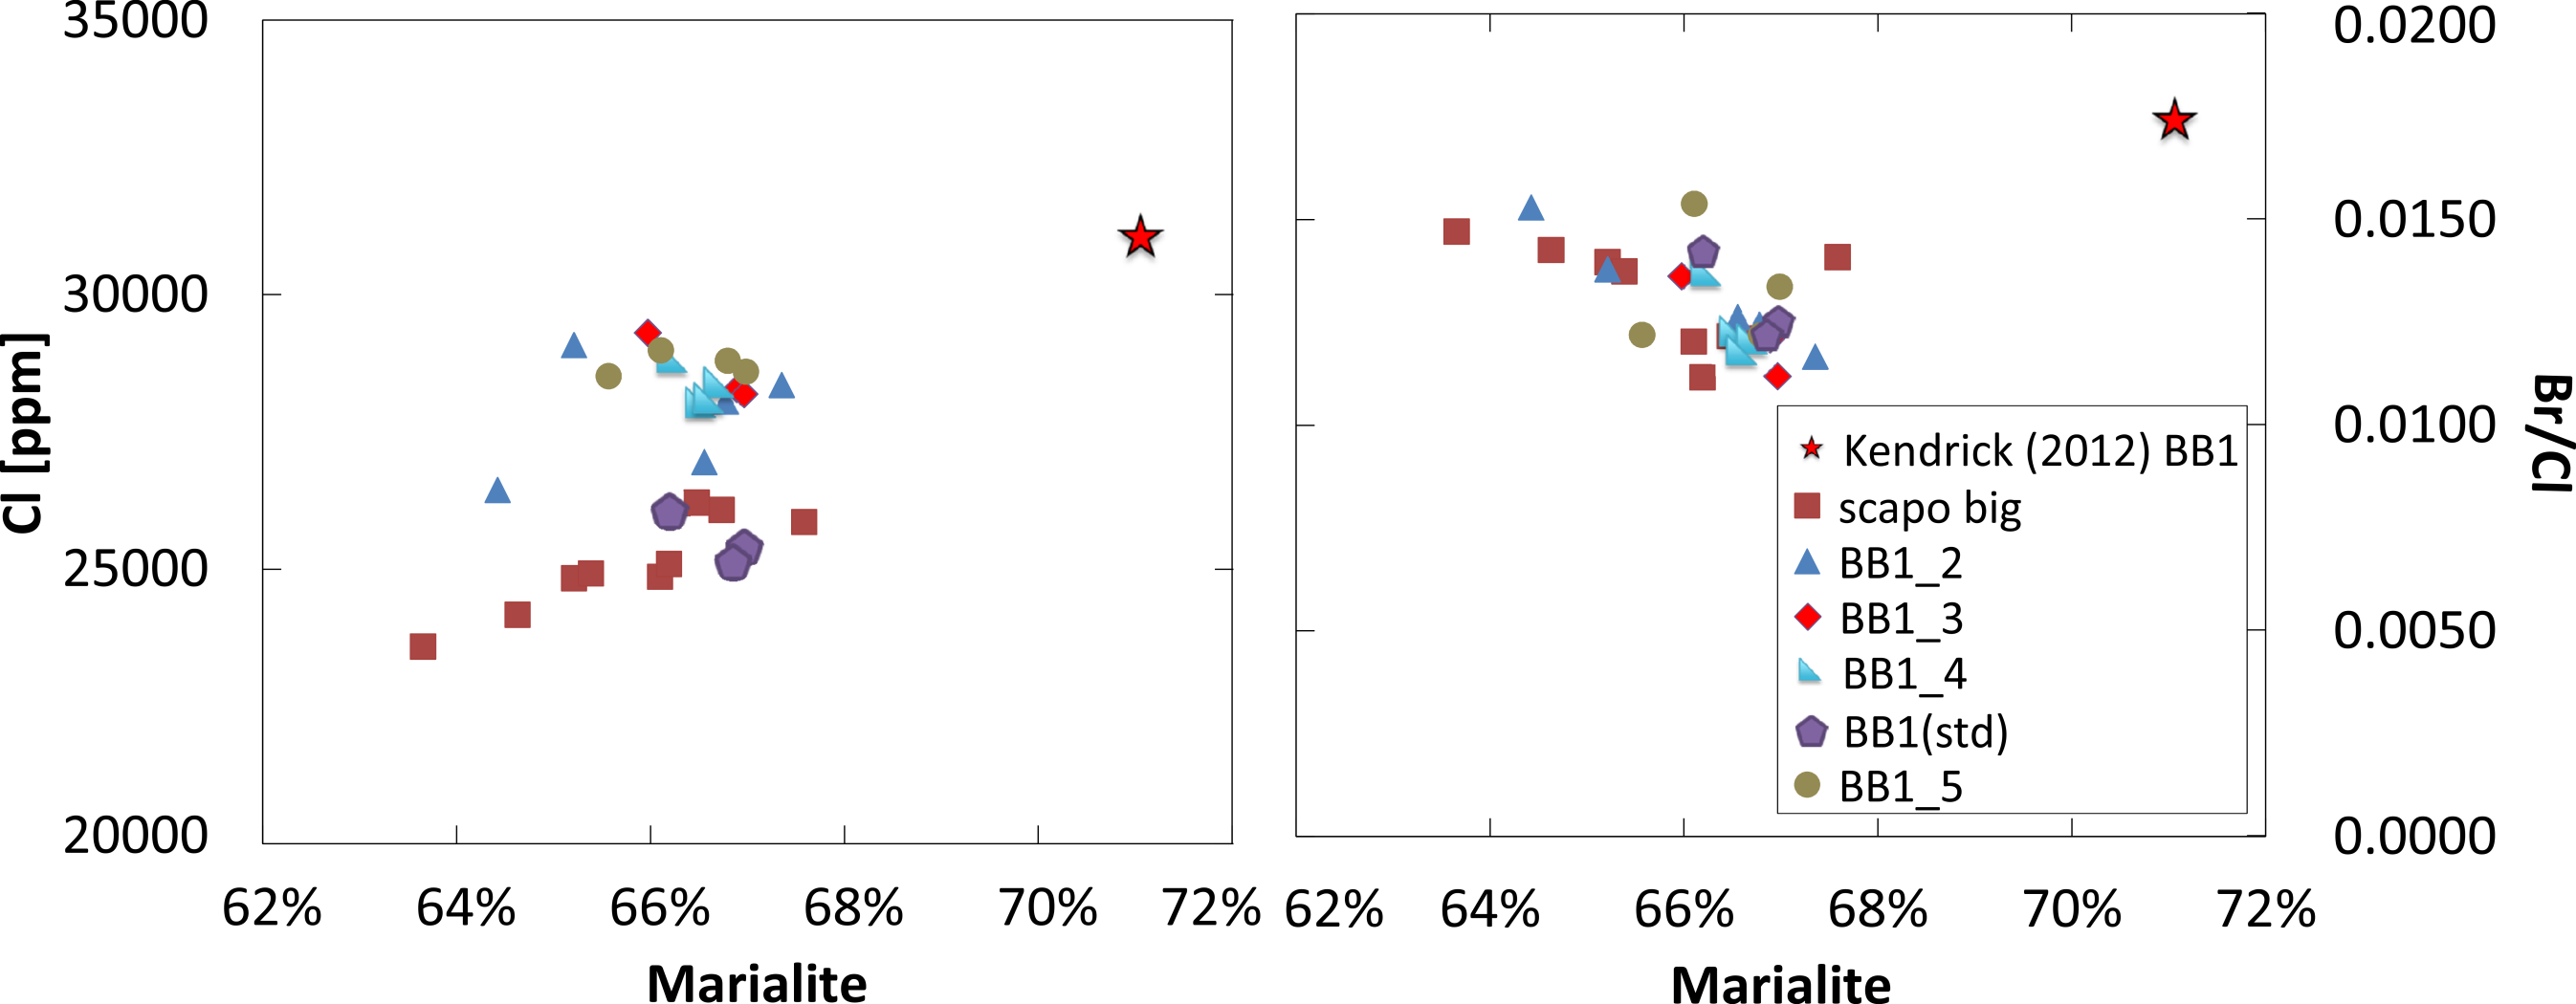 35000
30000
25000
20000
Cl [ppm]
62% 64% 66% 68% 70% 72%
Marialite
0.0200
0.0150
0.0100
0.0050
0.0000
Br/Cl
62% 64% 66% 68% 70% 72%
Marialite
Kendrick (2012) BB1
scapo big
BB1_2
BB1_3
BB1_4
BB1(std)
BB1_5